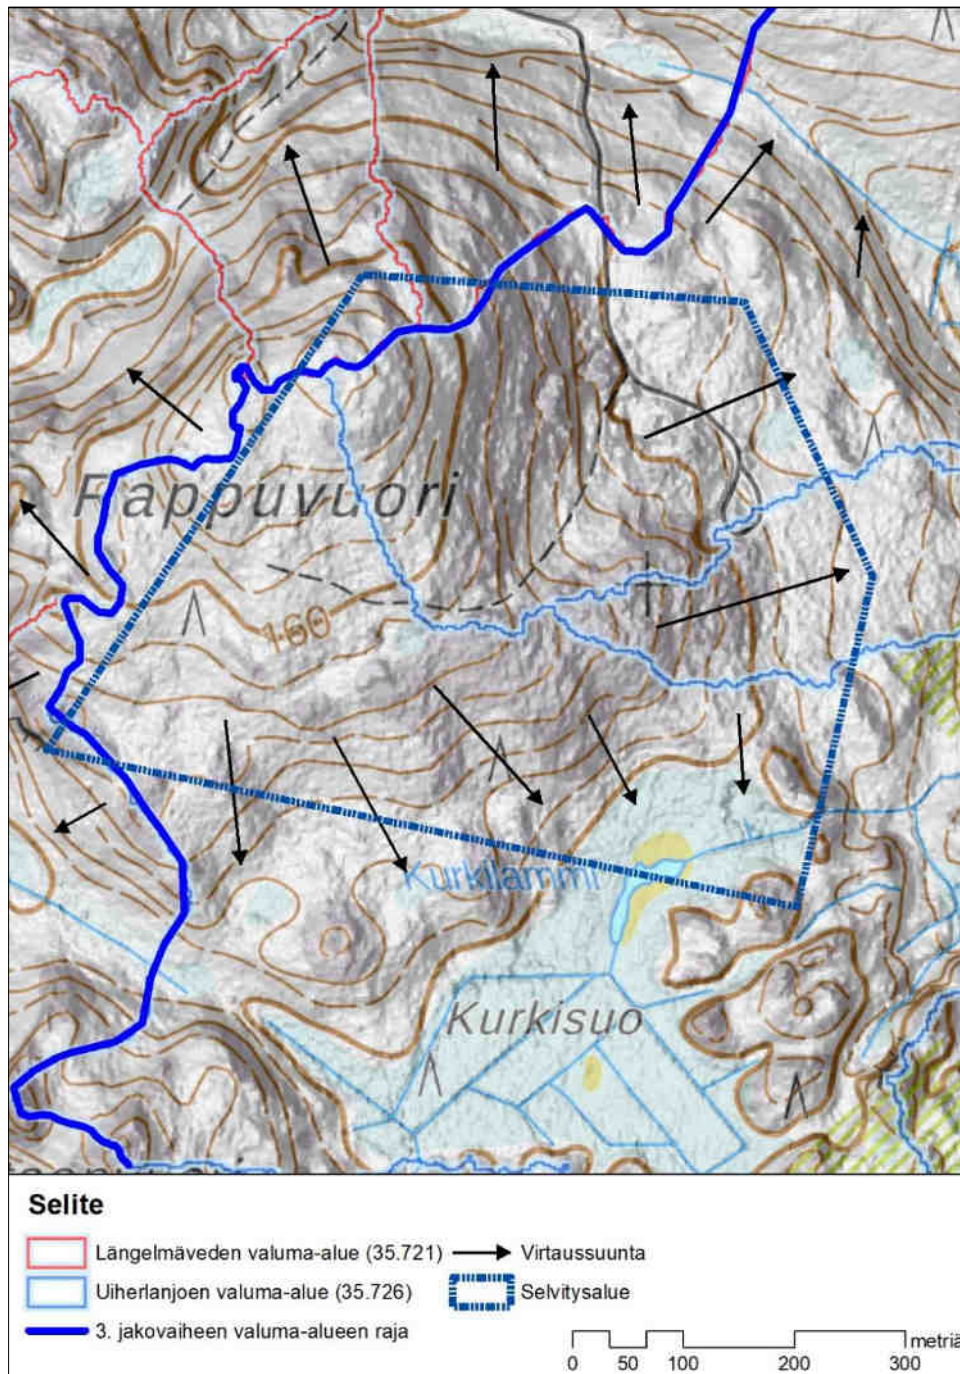 Rappuvuori
160
Kurkilammi
Kurkisuo
Selite
Längelmäveden valuma-alue (35.721)
Virtaussuunta
Uiherlanjoen valuma-alue (35.726)
Selvitysalue
3. jakovaiheen valuma-alueen raja
metriä
0 50 100 200 300